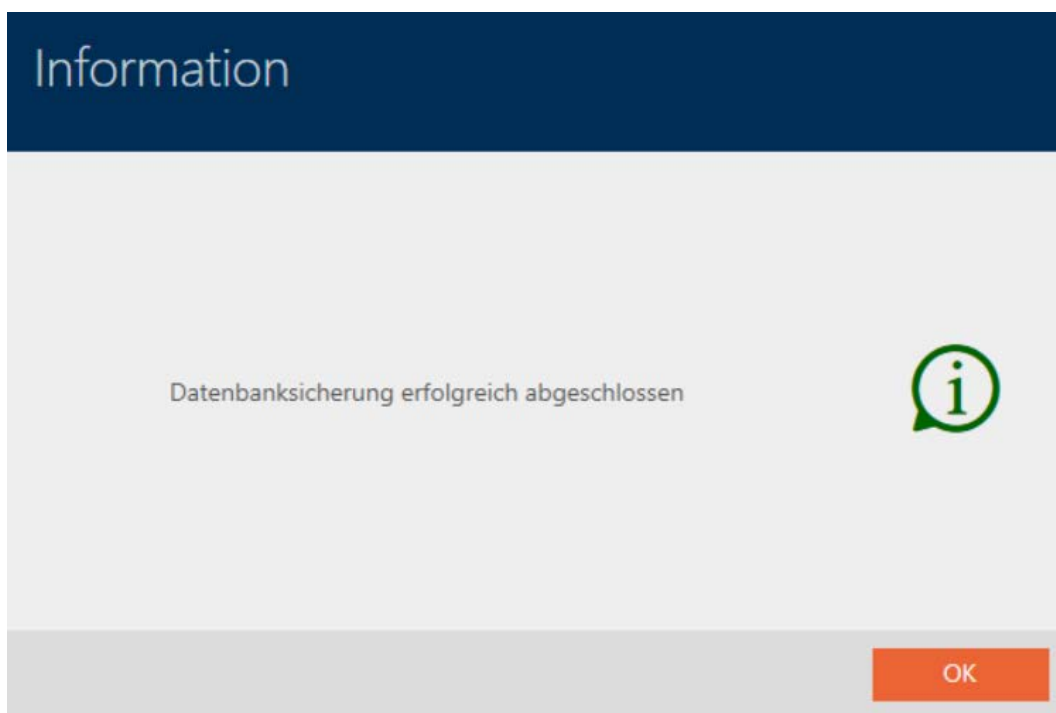 Information
Datenbanksicherung erfolgreich abgeschlossen
i
OK